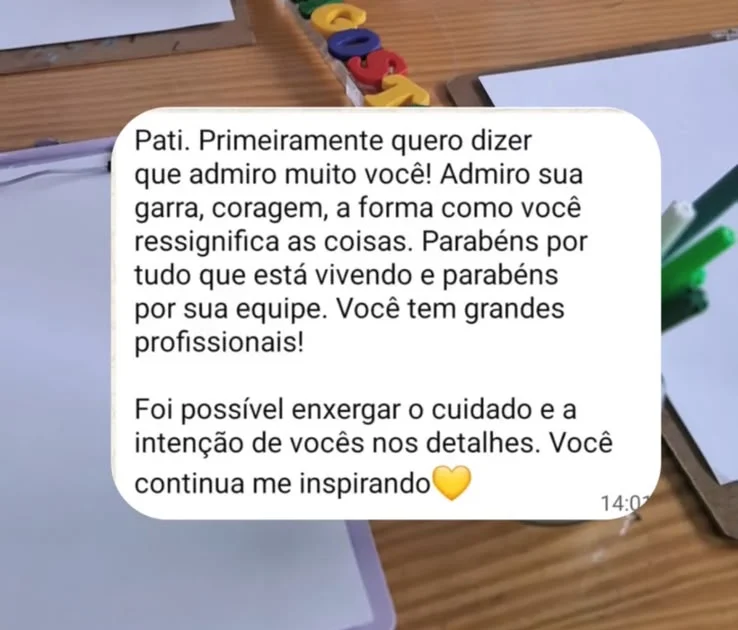 Pati. Primeiramente quero dizer
que admiro muito você! Admiro sua
garra, coragem, a forma como você
ressignifica as coisas. Parabéns por
tudo que está vivendo e parabéns
por sua equipe. Você tem grandes
profissionais!
Foi possível enxergar o cuidado e a
intenção de vocês nos detalhes. Você
continua me inspirando💛